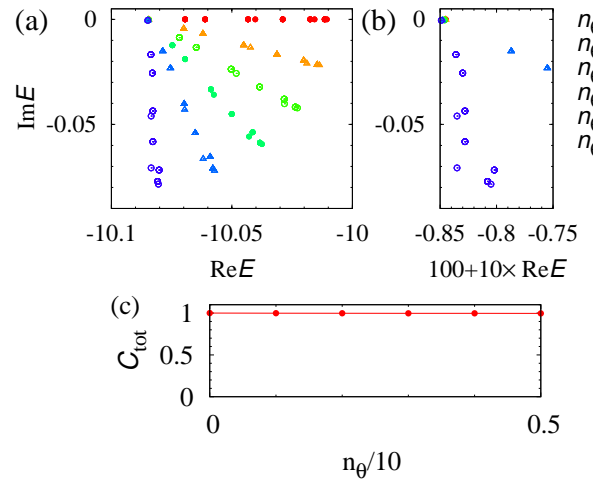 (a)
0
-0.05
ImE
-10.1
-10.05
-10
ReE
(b)
0
-0.05
-0.85
-0.8
-0.75
100+10× ReE
n
n
n
n
n
n
(c)
1
0.5
0
C_tot
0
0.5
n_θ/10